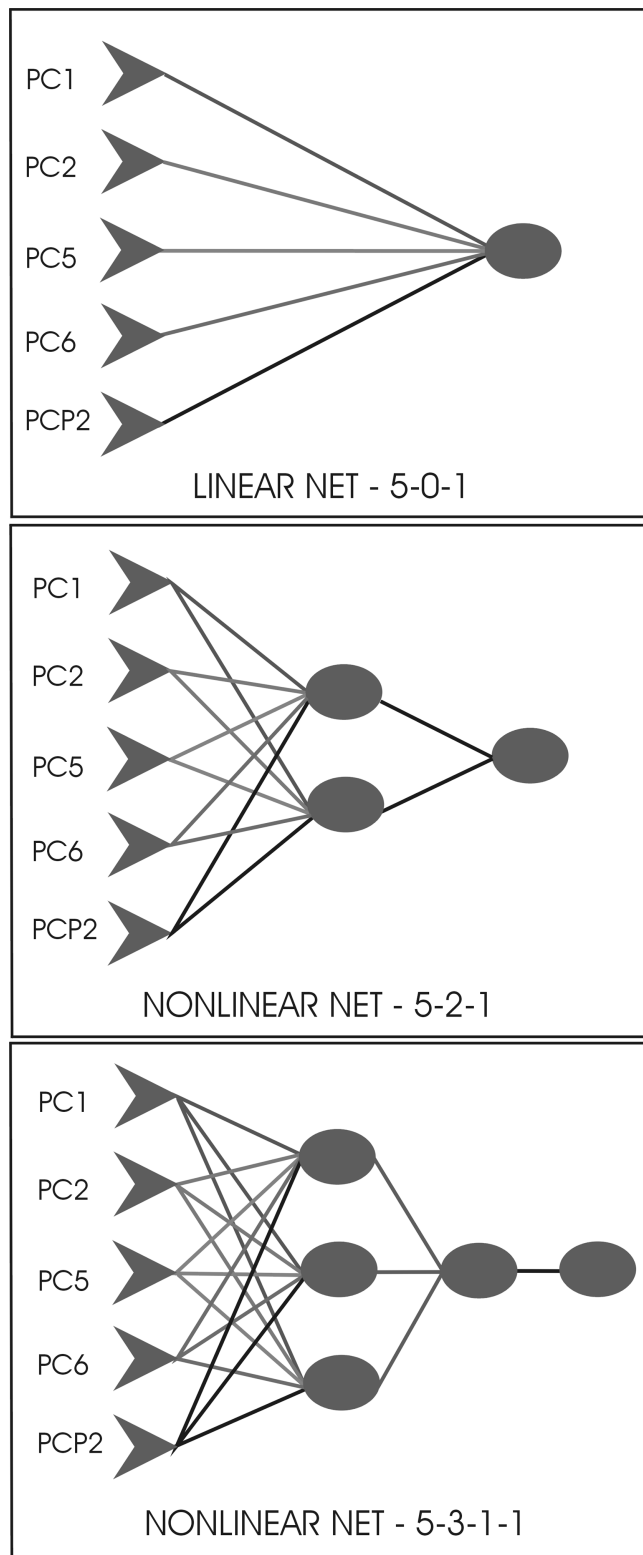 PC1
PC2
PC5
PC6
PCP2
LINEAR NET - 5-0-1
PC1
PC2
PC5
PC6
PCP2
NONLINEAR NET - 5-2-1
PC1
PC2
PC5
PC6
PCP2
NONLINEAR NET - 5-3-1-1